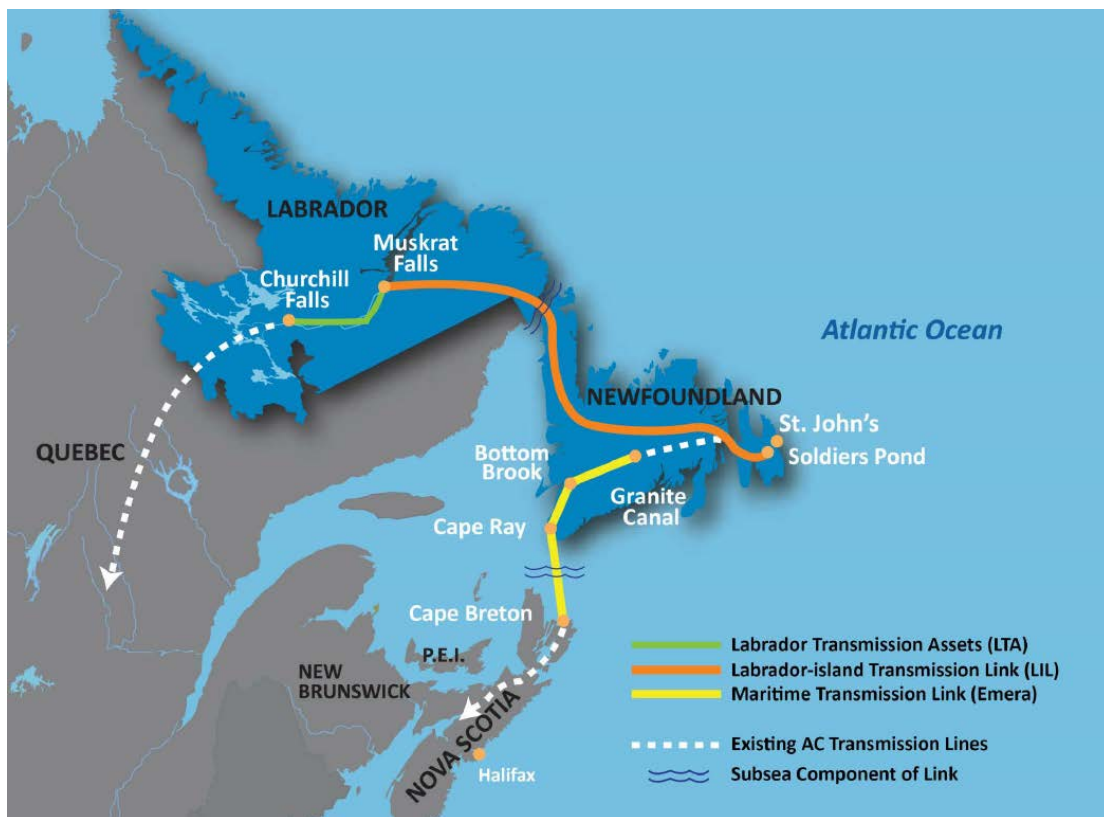 LABRADOR
Muskrat
Falls
Churchill
Falls
Atlantic Ocean
NEWFOUNDLAND
St. John's
QUEBEC
Bottom
Brook
Soldiers Pond
Granite
Canal
Cape Ray
Cape Breton
P.E.I.
NEW
BRUNSWICK
NOVA SCOTIA
Halifax
Labrador Transmission Assets (LTA)
Labrador-island Transmission Link (LIL)
Maritime Transmission Link (Emera)
Existing AC Transmission Lines
Subsea Component of Link